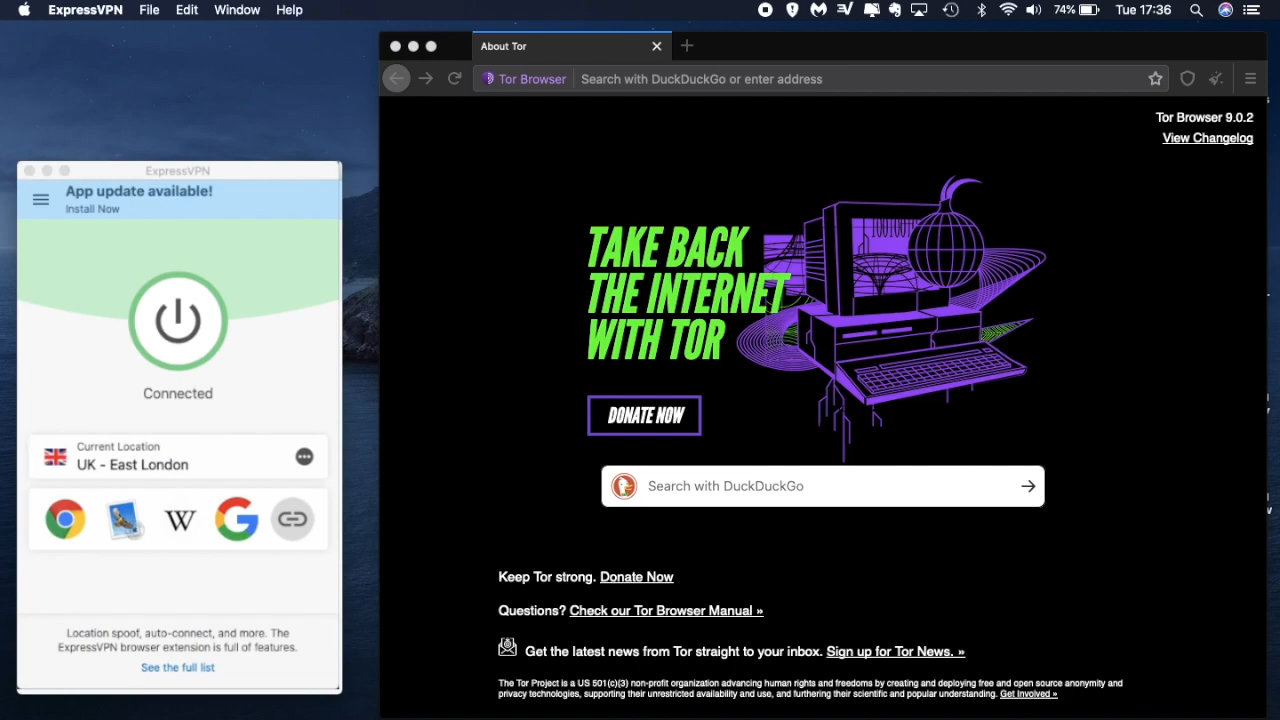 ExpressVPN File Edit Window Help
74% Tue 17:36
ExpressVPN
App update available!
Install Now
Connected
Current Location
UK - East London
W
G
Location spoof, auto-connect, and more. The
ExpressVPN browser extension is full of features.
See the full list
About Tor
Tor Browser Search with DuckDuckGo or enter address
Tor Browser 9.0.2
View Changelog
TAKE BACK
THE INTERNET
WITH TOR
DONATE NOW
Search with DuckDuckGo
Keep Tor strong. Donate Now
Questions? Check our Tor Browser Manual »
Get the latest news from Tor straight to your inbox. Sign up for Tor News. »
The Tor Project is a US 501(c)(3) non-profit organization advancing human rights and freedoms by creating and deploying free and open source anonymity and
privacy technologies, supporting their unrestricted availability and use, and furthering their scientific and popular understanding. Get Involved »